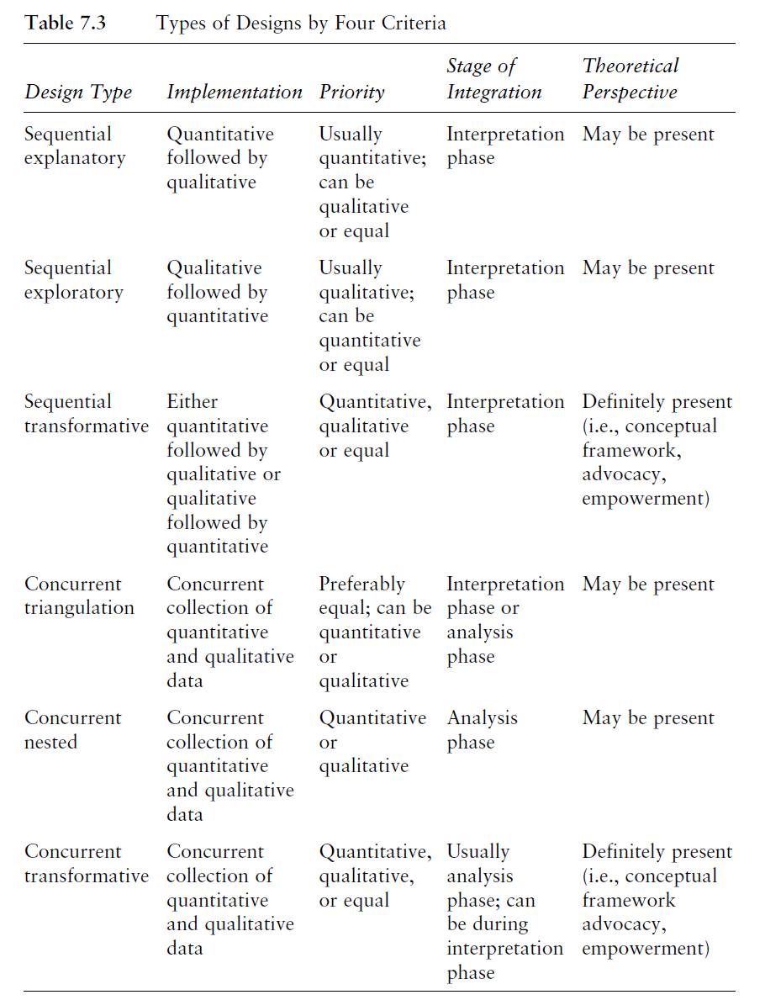 Table 7.3 Types of Designs by Four Criteria
Stage of Theoretical
Design Type Implementation Priority Integration Perspective
Sequential Quantitative Usually Interpretation May be present
explanatory followed by quantitative; phase
qualitative can be
qualitative
or equal
Sequential Qualitative Usually Interpretation May be present
exploratory followed by qualitative; phase
quantitative can be
quantitative
or equal
Sequential Either Quantitative, Interpretation Definitely present
transformative quantitative qualitative phase (i.e., conceptual
followed by or equal framework,
qualitative or advocacy,
qualitative empowerment)
followed by
quantitative
Concurrent Concurrent Preferably Interpretation May be present
triangulation collection of equal; can be phase or
quantitative quantitative analysis
and qualitative or phase
data qualitative
Concurrent Concurrent Quantitative Analysis May be present
nested collection of or phase
quantitative qualitative
and qualitative
data
Concurrent Concurrent Quantitative, Usually Definitely present
transformative collection of qualitative, analysis (i.e., conceptual
quantitative or equal phase; can framework
and qualitative be during advocacy,
data interpretation empowerment)
phase